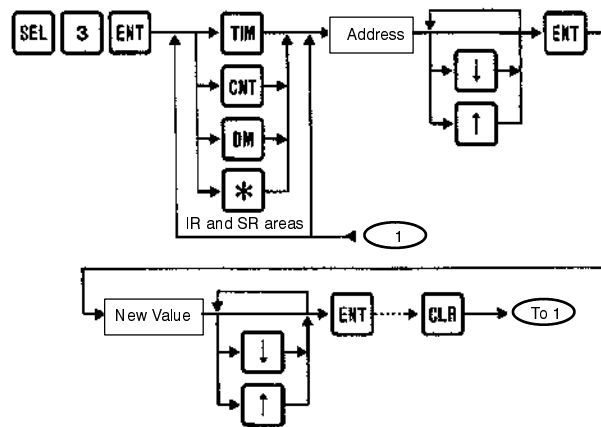 SEL 3 ENT TIM Address ENT
↓
CNT
↑
DM
*
IR and SR areas
1
New Value ENT CLR To 1
↓
↑